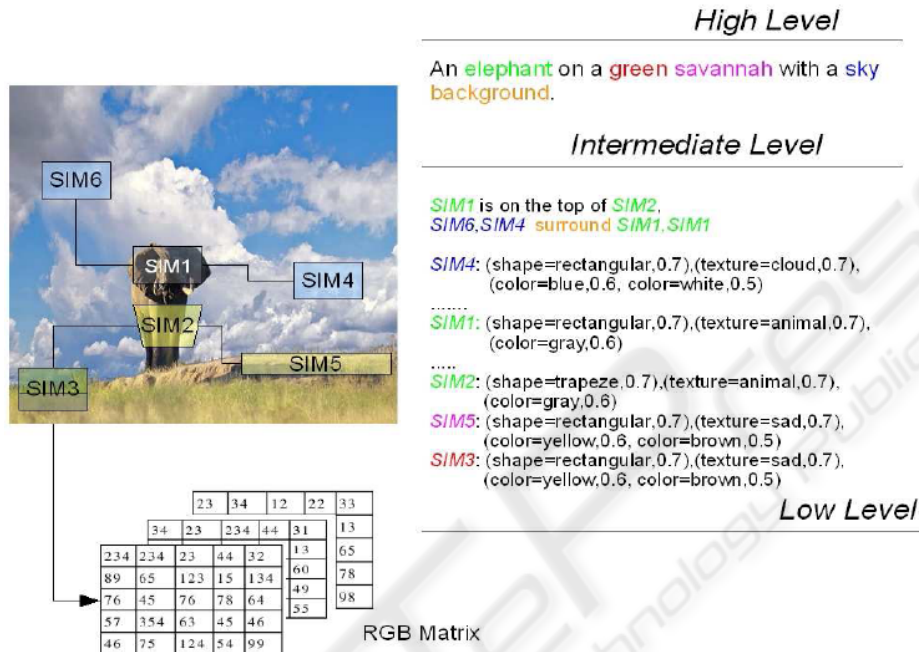 High Level
An elephant on a green savannah with a sky
background.
Intermediate Level
SIM1 is on the top of SIM2,
SIM6,SIM4 surround SIM1,SIM1
SIM4: (shape=rectangular,0.7),(texture=cloud,0.7),
(color=blue,0.6, color=white,0.5)
.......
SIM1: (shape=rectangular,0.7),(texture=animal,0.7),
(color=gray,0.6)
.....
SIM2: (shape=trapeze,0.7),(texture=animal,0.7),
(color=gray,0.6)
SIM5: (shape=rectangular,0.7),(texture=sad,0.7),
(color=yellow,0.6, color=brown,0.5)
SIM3: (shape=rectangular,0.7),(texture=sad,0.7),
(color=yellow,0.6, color=brown,0.5)
Low Level
SIM6
SIM1
SIM4
SIM2
SIM5
SIM3
23 34 12 22 33
13
65
78
98
34 23 234 44 31
13
60
49
55
234 234 23 44 32
89 65 123 15 134
76 45 76 78 64
57 354 63 45 46
46 75 124 54 99
RGB Matrix